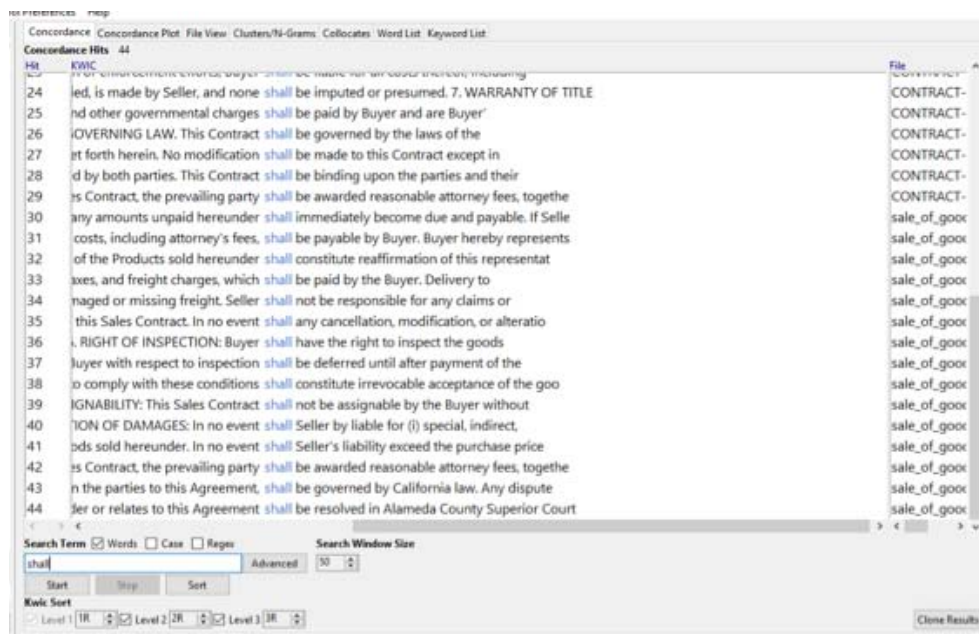 Preferences Help
Concordance Concordance Plot File View Clusters/N-Grams Collocates Word List Keyword List
Concordance Hits 44
Hit KWIC File
24 ied, is made by Seller, and none shall be imputed or presumed. 7. WARRANTY OF TITLE CONTRACT-
25 nd other governmental charges shall be paid by Buyer and are Buyer' CONTRACT-
26 OVERNING LAW. This Contract shall be governed by the laws of the CONTRACT-
27 et forth herein. No modification shall be made to this Contract except in CONTRACT-
28 d by both parties. This Contract shall be binding upon the parties and their CONTRACT-
29 es Contract, the prevailing party shall be awarded reasonable attorney fees, togethe CONTRACT-
30 any amounts unpaid hereunder shall immediately become due and payable. If Selle sale_of_good
31 costs, including attorney's fees, shall be payable by Buyer. Buyer hereby represents sale_of_good
32 of the Products sold hereunder shall constitute reaffirmation of this representat sale_of_good
33 axes, and freight charges, which shall be paid by the Buyer. Delivery to sale_of_good
34 maged or missing freight. Seller shall not be responsible for any claims or sale_of_good
35 this Sales Contract. In no event shall any cancellation, modification, or alteratio sale_of_good
36 . RIGHT OF INSPECTION: Buyer shall have the right to inspect the goods sale_of_good
37 Buyer with respect to inspection shall be deferred until after payment of the sale_of_good
38 o comply with these conditions shall constitute irrevocable acceptance of the goo sale_of_good
39 IGNABILITY: This Sales Contract shall not be assignable by the Buyer without sale_of_good
40 ION OF DAMAGES: In no event shall Seller by liable for (i) special, indirect, sale_of_good
41 ods sold hereunder. In no event shall Seller's liability exceed the purchase price sale_of_good
42 es Contract, the prevailing party shall be awarded reasonable attorney fees, togethe sale_of_good
43 n the parties to this Agreement, shall be governed by California law. Any dispute sale_of_good
44 der or relates to this Agreement shall be resolved in Alameda County Superior Court sale_of_good
Search Term Words Case Regex Search Window Size
shall Advanced 50
Start Stop Sort
Kwic Sort
Level 1 1R Level 2 2R Level 3 3R Clone Results